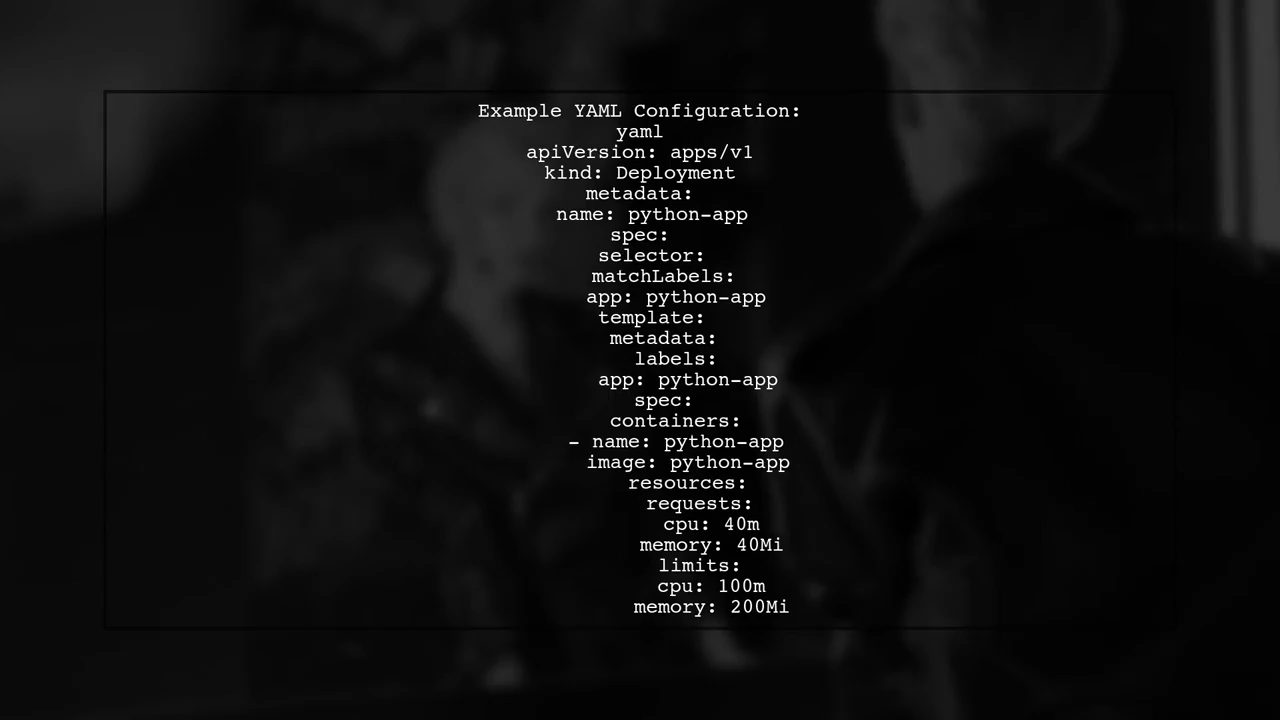 Example YAML Configuration:
yaml
apiVersion: apps/v1
kind: Deployment
metadata:
name: python-app
spec:
selector:
matchLabels:
app: python-app
template:
metadata:
labels:
app: python-app
spec:
containers:
- name: python-app
image: python-app
resources:
requests:
cpu: 40m
memory: 40Mi
limits:
cpu: 100m
memory: 200Mi